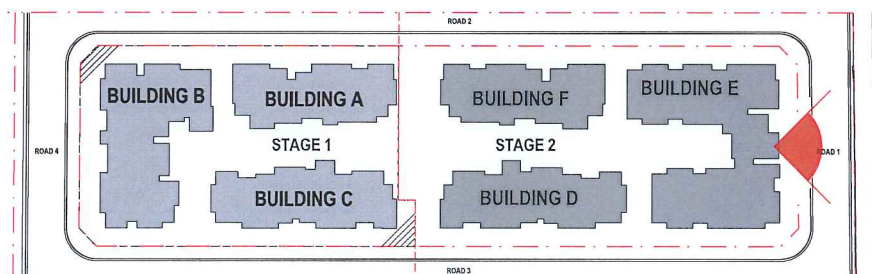 ROAD 2
BUILDING B
BUILDING A
BUILDING F
BUILDING E
STAGE 1
STAGE 2
ROAD 4
ROAD 1
BUILDING C
BUILDING D
ROAD 3